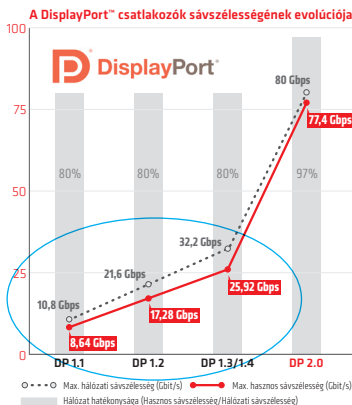 A DisplayPort™ csatlakozók sávszélességének evolúciója
100
DisplayPort
80 Gbps
75
77,4 Gbps
80%
80%
80%
97%
50
32,2 Gbps
21,6 Gbps
25
25,92 Gbps
10,8 Gbps
17,28 Gbps
8,64 Gbps
0
DP 1.1
DP 1.2
DP 1.3/1.4
DP 2.0
Max. hálózati sávszélesség (Gbit/s)
Max. hasznos sávszélesség (Gbit/s)
Hálózat hatékonysága (Hasznos sávszélesség/Hálózati sávszélesség)